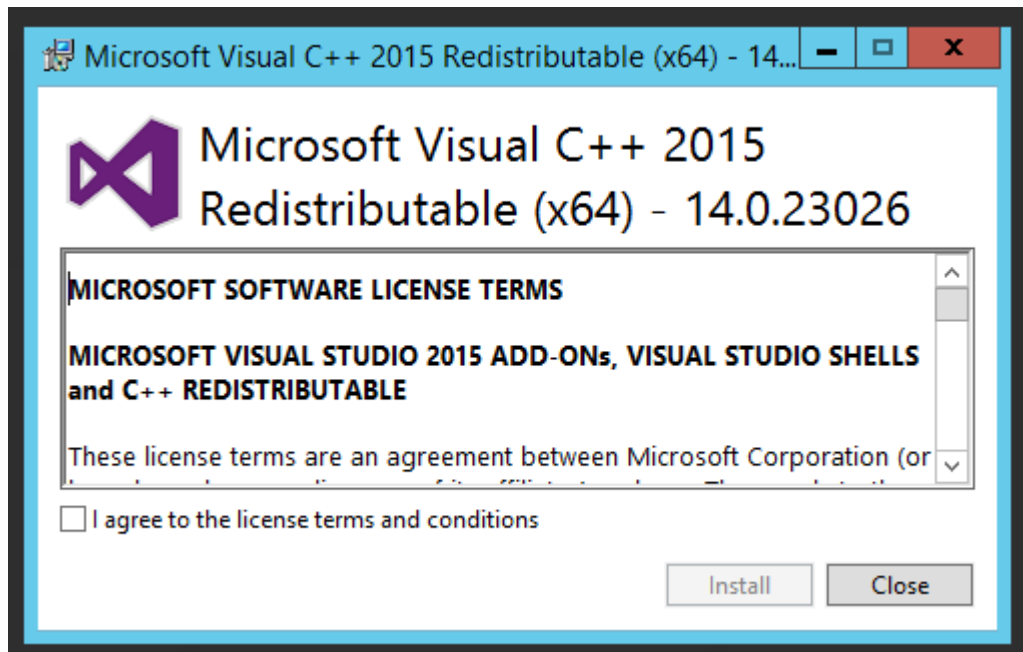 Microsoft Visual C++ 2015 Redistributable (x64) - 14...
Microsoft Visual C++ 2015
Redistributable (x64) - 14.0.23026
MICROSOFT SOFTWARE LICENSE TERMS
MICROSOFT VISUAL STUDIO 2015 ADD-ONs, VISUAL STUDIO SHELLS
and C++ REDISTRIBUTABLE
These license terms are an agreement between Microsoft Corporation (or
I agree to the license terms and conditions
Install
Close